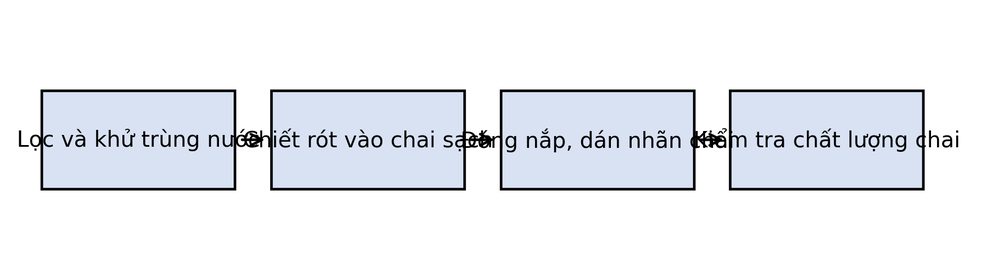 Lọc và khử trùng nước
Chiết rót vào chai sạch
Đóng nắp, dán nhãn chai
Kiểm tra chất lượng chai